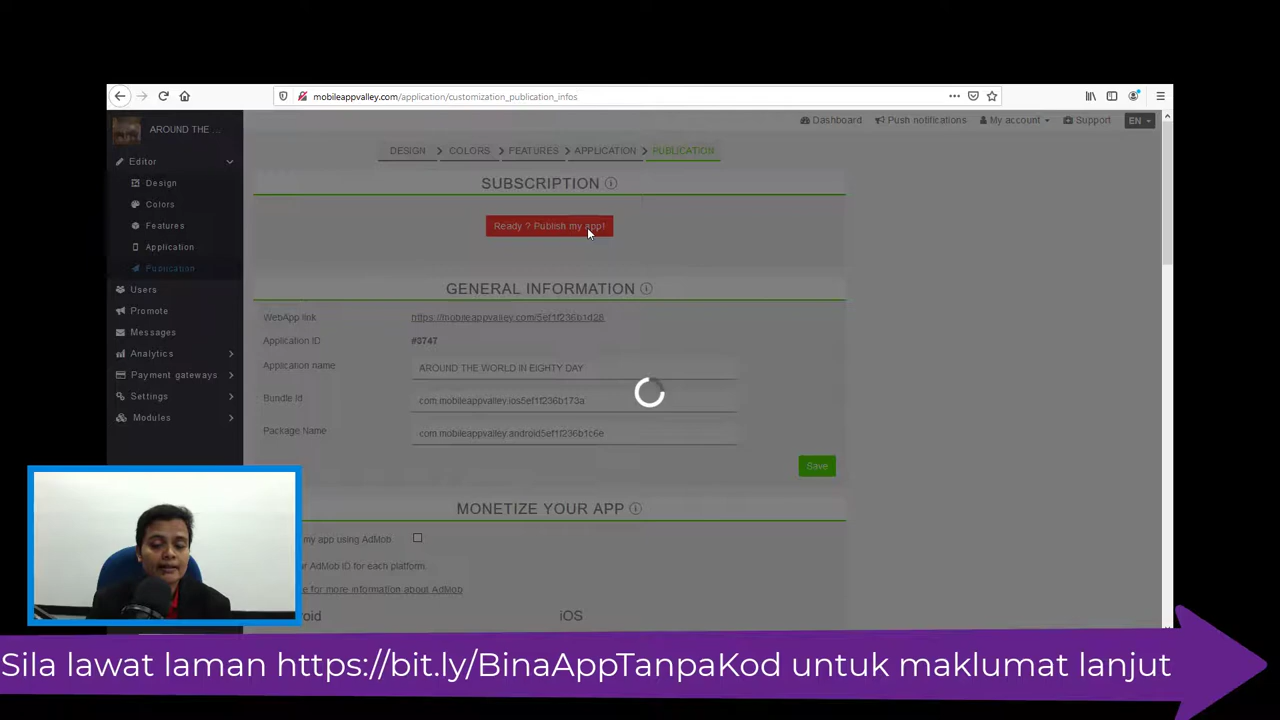 mobileappvalley.com/application/customization_publication_infos
AROUND THE ...
Dashboard
Push notifications
My account
Support
EN
Editor
Design
Colors
Features
Application
Publication
Users
Promote
Messages
Analytics
Payment gateways
Settings
Modules
DESIGN
COLORS
FEATURES
APPLICATION
PUBLICATION
SUBSCRIPTION
Ready ? Publish my app!
GENERAL INFORMATION
WebApp link
https://mobileappvalley.com/5ef1f236b1d28
Application ID
#3747
Application name
AROUND THE WORLD IN EIGHTY DAY
Bundle Id
com.mobileappvalley.ios5ef1f236b173a
Package Name
com.mobileappvalley.android5ef1f236b1c6e
Save
MONETIZE YOUR APP
my app using AdMob
AdMob ID for each platform.
for more information about AdMob
iOS
Sila lawat laman https://bit.ly/BinaAppTanpaKod untuk maklumat lanjut